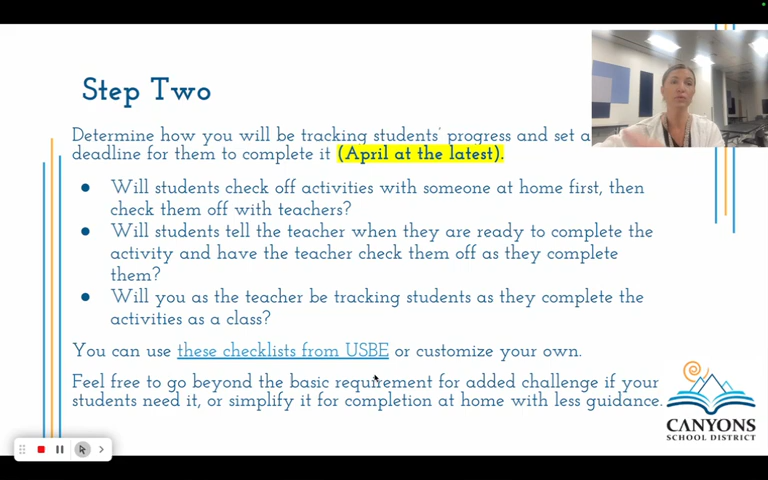 Step Two
Determine how you will be tracking students' progress and set a
deadline for them to complete it (April at the latest).
● Will students check off activities with someone at home first, then
check them off with teachers?
● Will students tell the teacher when they are ready to complete the
activity and have the teacher check them off as they complete
them?
● Will you as the teacher be tracking students as they complete the
activities as a class?
You can use these checklists from USBE or customize your own.
Feel free to go beyond the basic requirement for added challenge if your
students need it, or simplify it for completion at home with less guidance.
CANYONS
SCHOOL DISTRICT